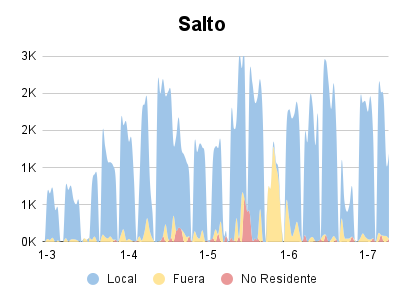 Salto
3K
2K
2K
1K
1K
0K
1-3 1-4 1-5 1-6 1-7
Local Fuera No Residente